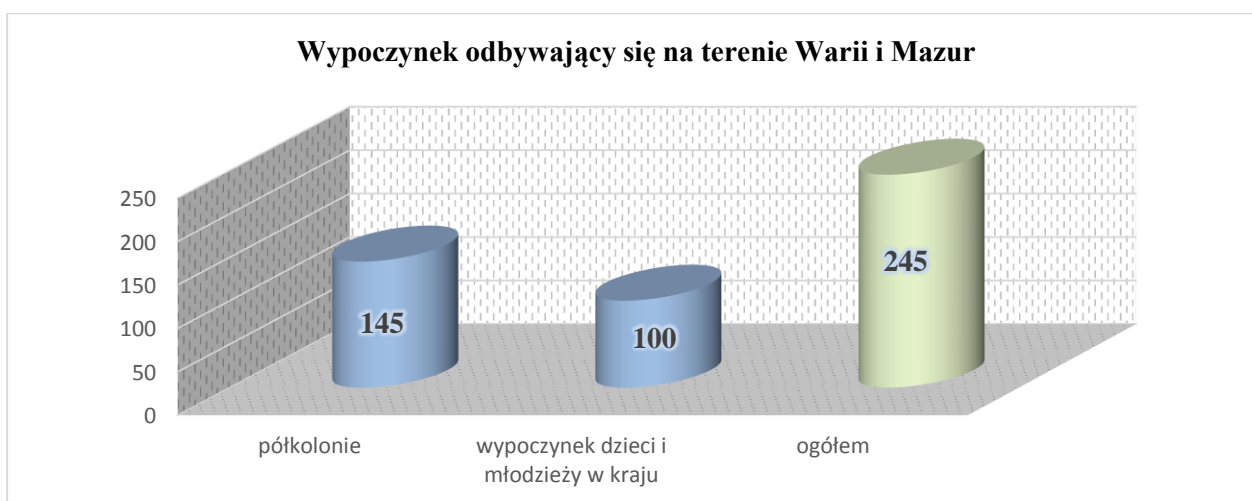 Wypoczynek odbywający się na terenie Warii i Mazur
250
200
150
100
50
0
145
100
245
półkolonie
wypoczynek dzieci i
młodzieży w kraju
ogółem